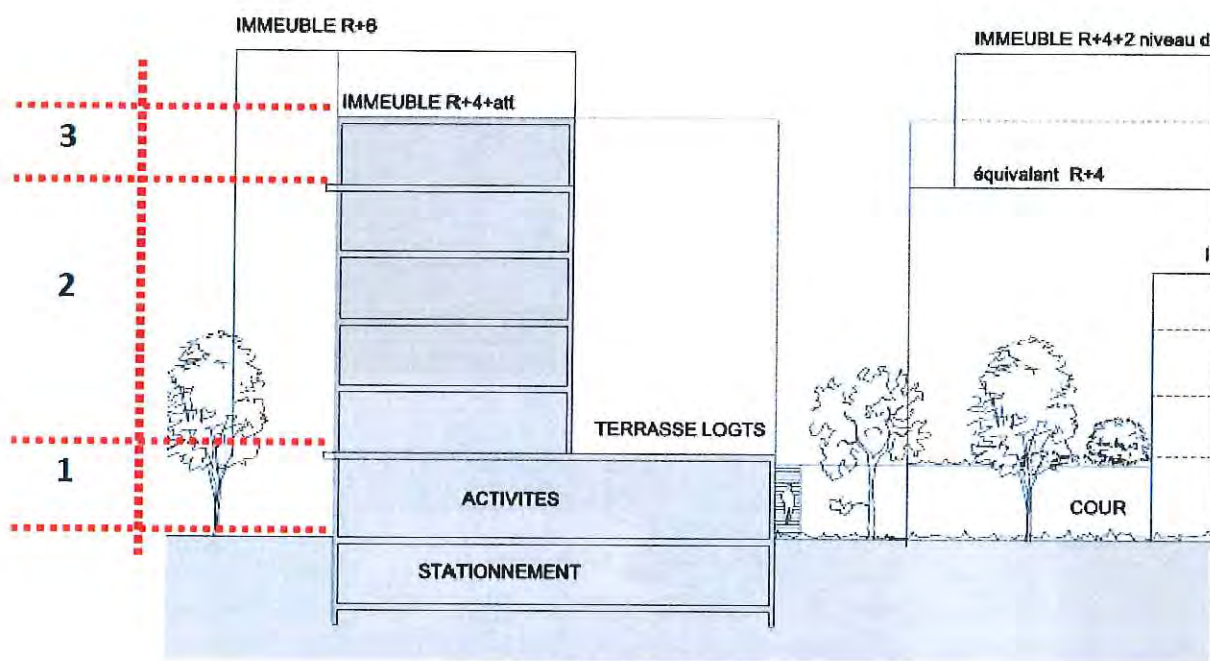 IMMEUBLE R+6
IMMEUBLE R+4+2 niveau d
IMMEUBLE R+4+att
3
équivalant R+4
2
TERRASSE LOGTS
1
ACTIVITES
COUR
STATIONNEMENT